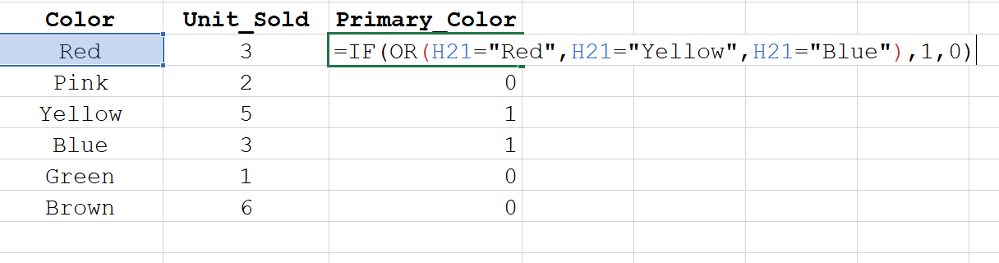 Color Unit_Sold Primary_Color
Red 3 =IF(OR(H21="Red",H21="Yellow",H21="Blue"),1,0)
Pink 2 0
Yellow 5 1
Blue 3 1
Green 1 0
Brown 6 0